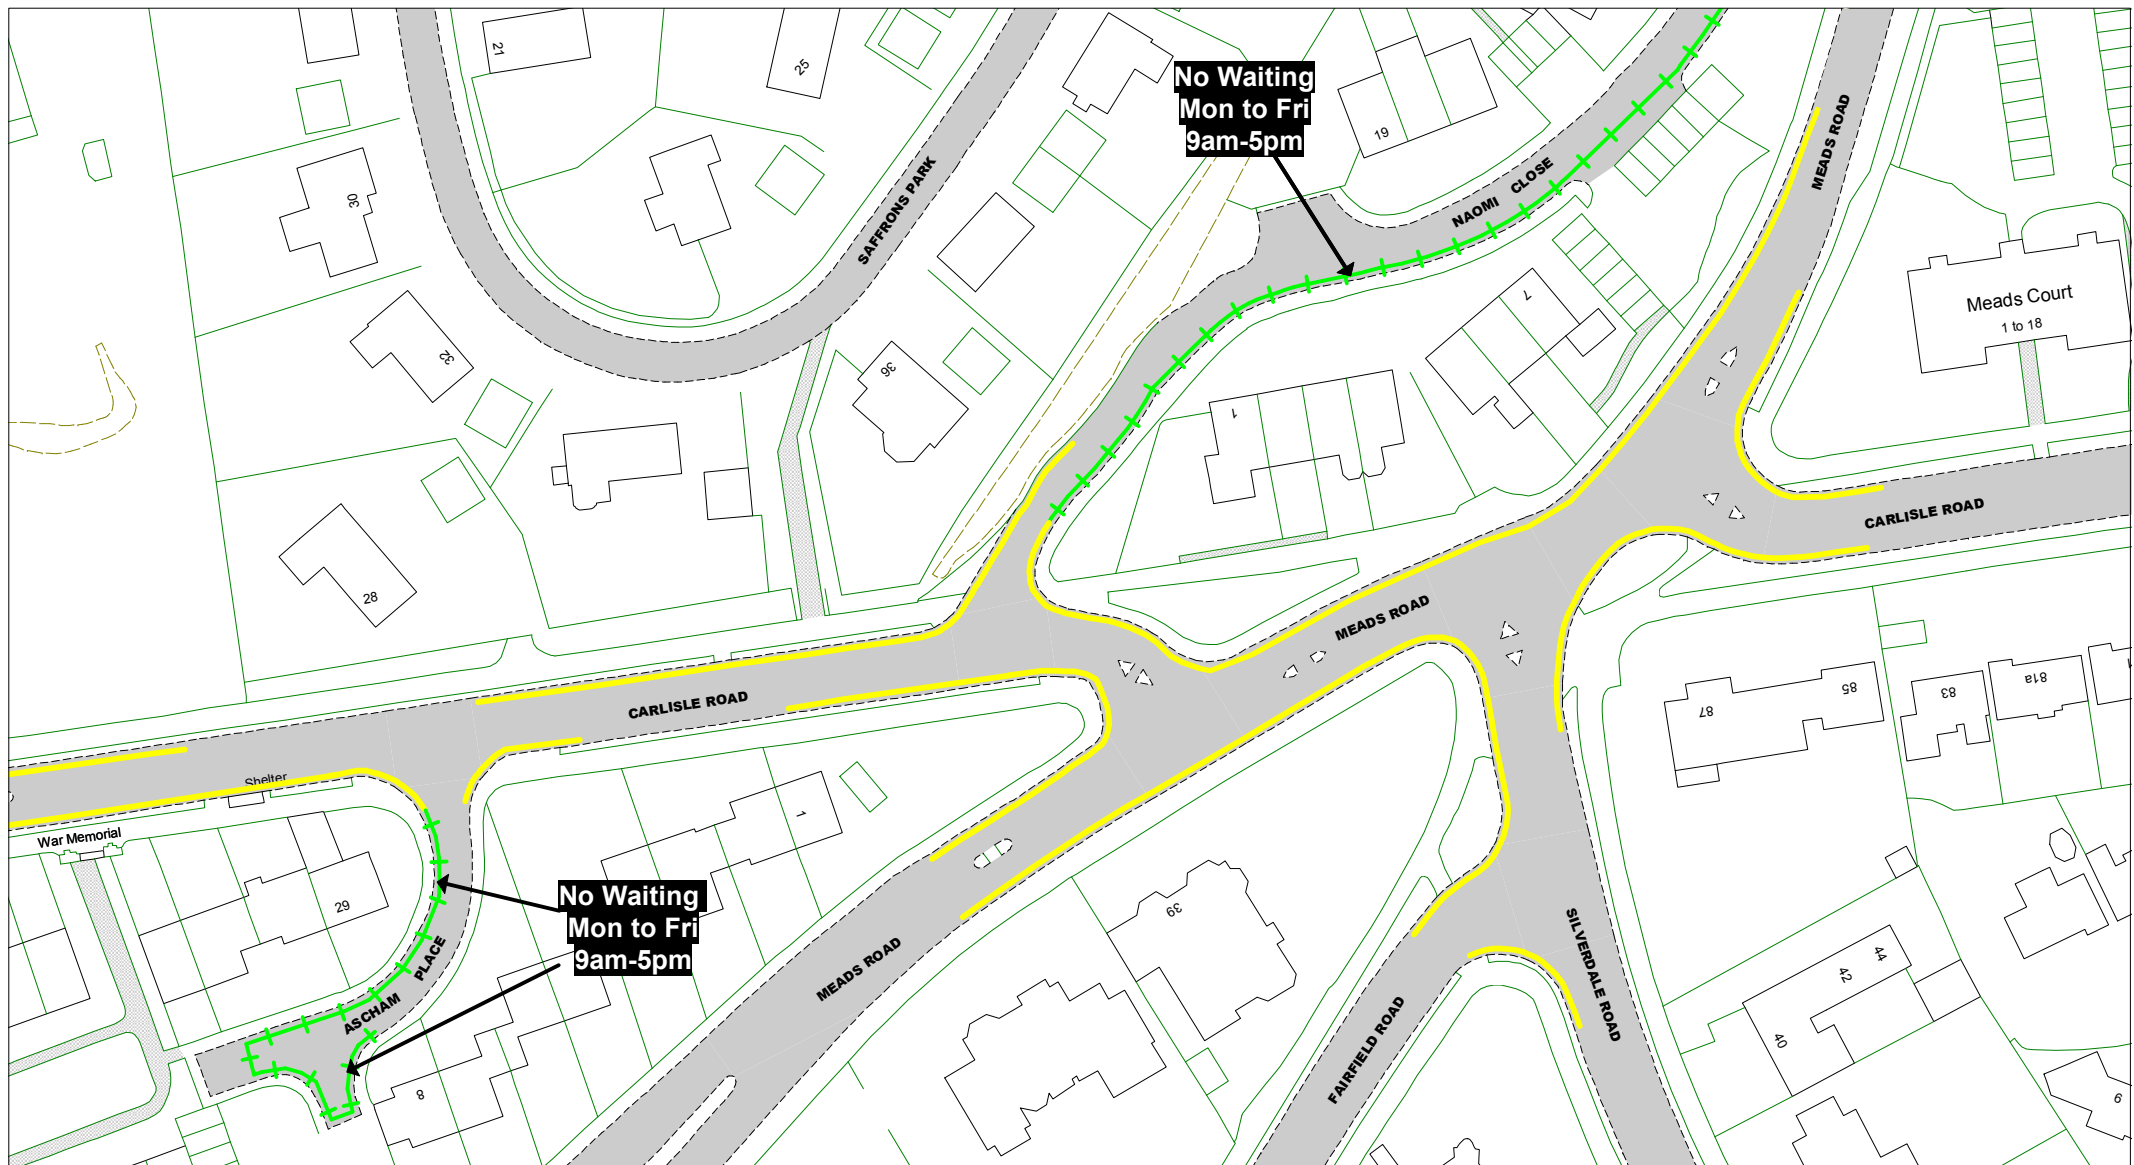 21
25
No Waiting
Mon to Fri
9am-5pm
19
MEADS ROAD
30
SAFFRONS PARK
NAOMI CLOSE
Meads Court
1 to 18
7
32
36
1
CARLISLE ROAD
28
MEADS ROAD
CARLISLE ROAD
87
85
83
81a
Shelter
War Memorial
1
29
No Waiting
Mon to Fri
9am-5pm
39
ASCHAM PLACE
MEADS ROAD
SILVERDALE ROAD
44
42
40
FAIRFIELD ROAD
8
6